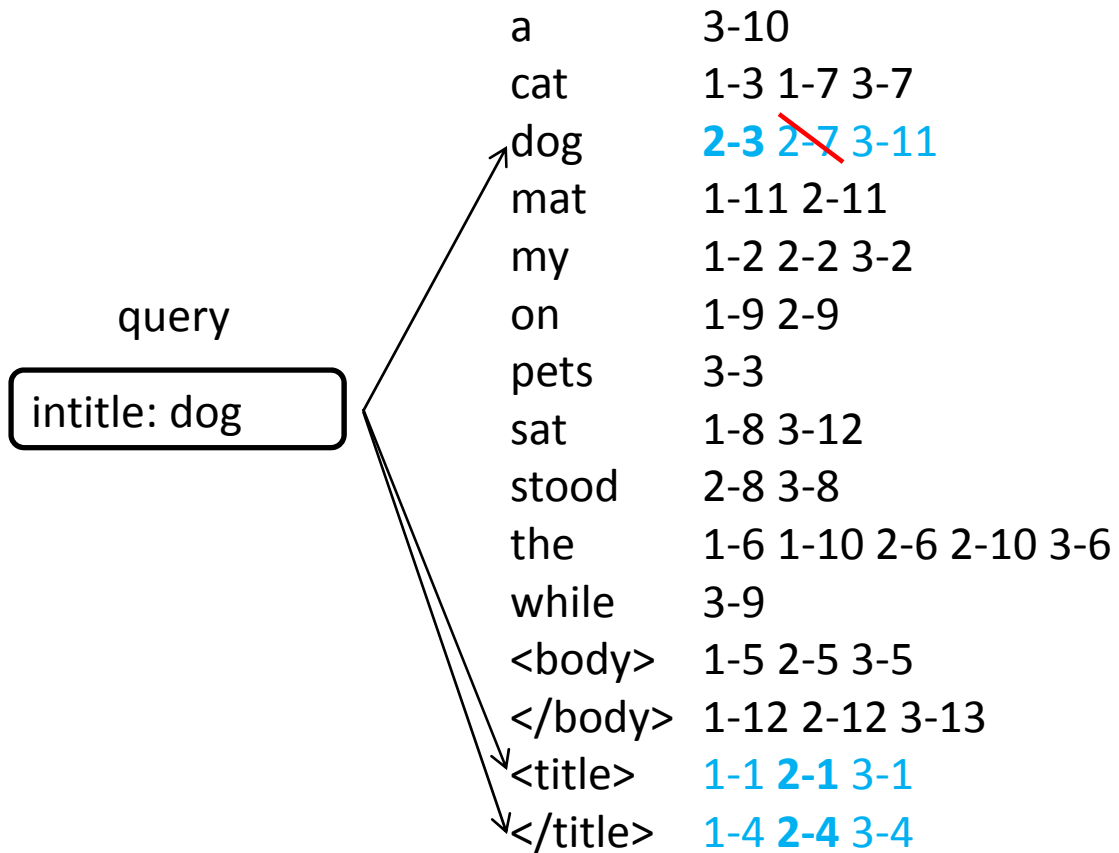 a 3-10
cat 1-3 1-7 3-7
dog 2-3 2-7 3-11
mat 1-11 2-11
my 1-2 2-2 3-2
query
on 1-9 2-9
pets 3-3
intitle: dog
sat 1-8 3-12
stood 2-8 3-8
the 1-6 1-10 2-6 2-10 3-6
while 3-9
<body> 1-5 2-5 3-5
</body> 1-12 2-12 3-13
<title> 1-1 2-1 3-1
</title> 1-4 2-4 3-4